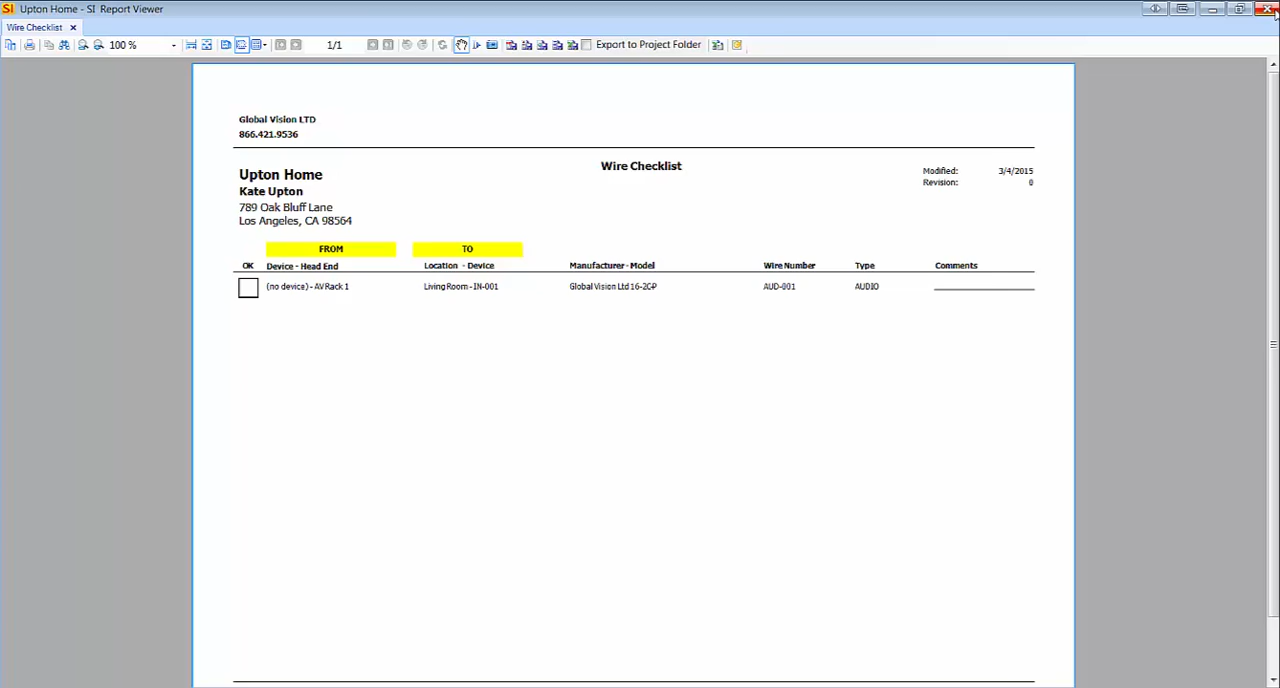 SI Upton Home - SI Report Viewer
Wire Checklist
100 % 1/1 Export to Project Folder
Global Vision LTD
866.421.9536
Wire Checklist
Upton Home
Modified: 3/4/2015
Kate Upton
Revision: 0
789 Oak Bluff Lane
Los Angeles, CA 98564
FROM TO
OK Device - Head End Location - Device Manufacturer - Model Wire Number Type Comments
(no device) - AV Rack 1 Living Room - IN-001 Global Vision Ltd 16-2OP AUD-001 AUDIO